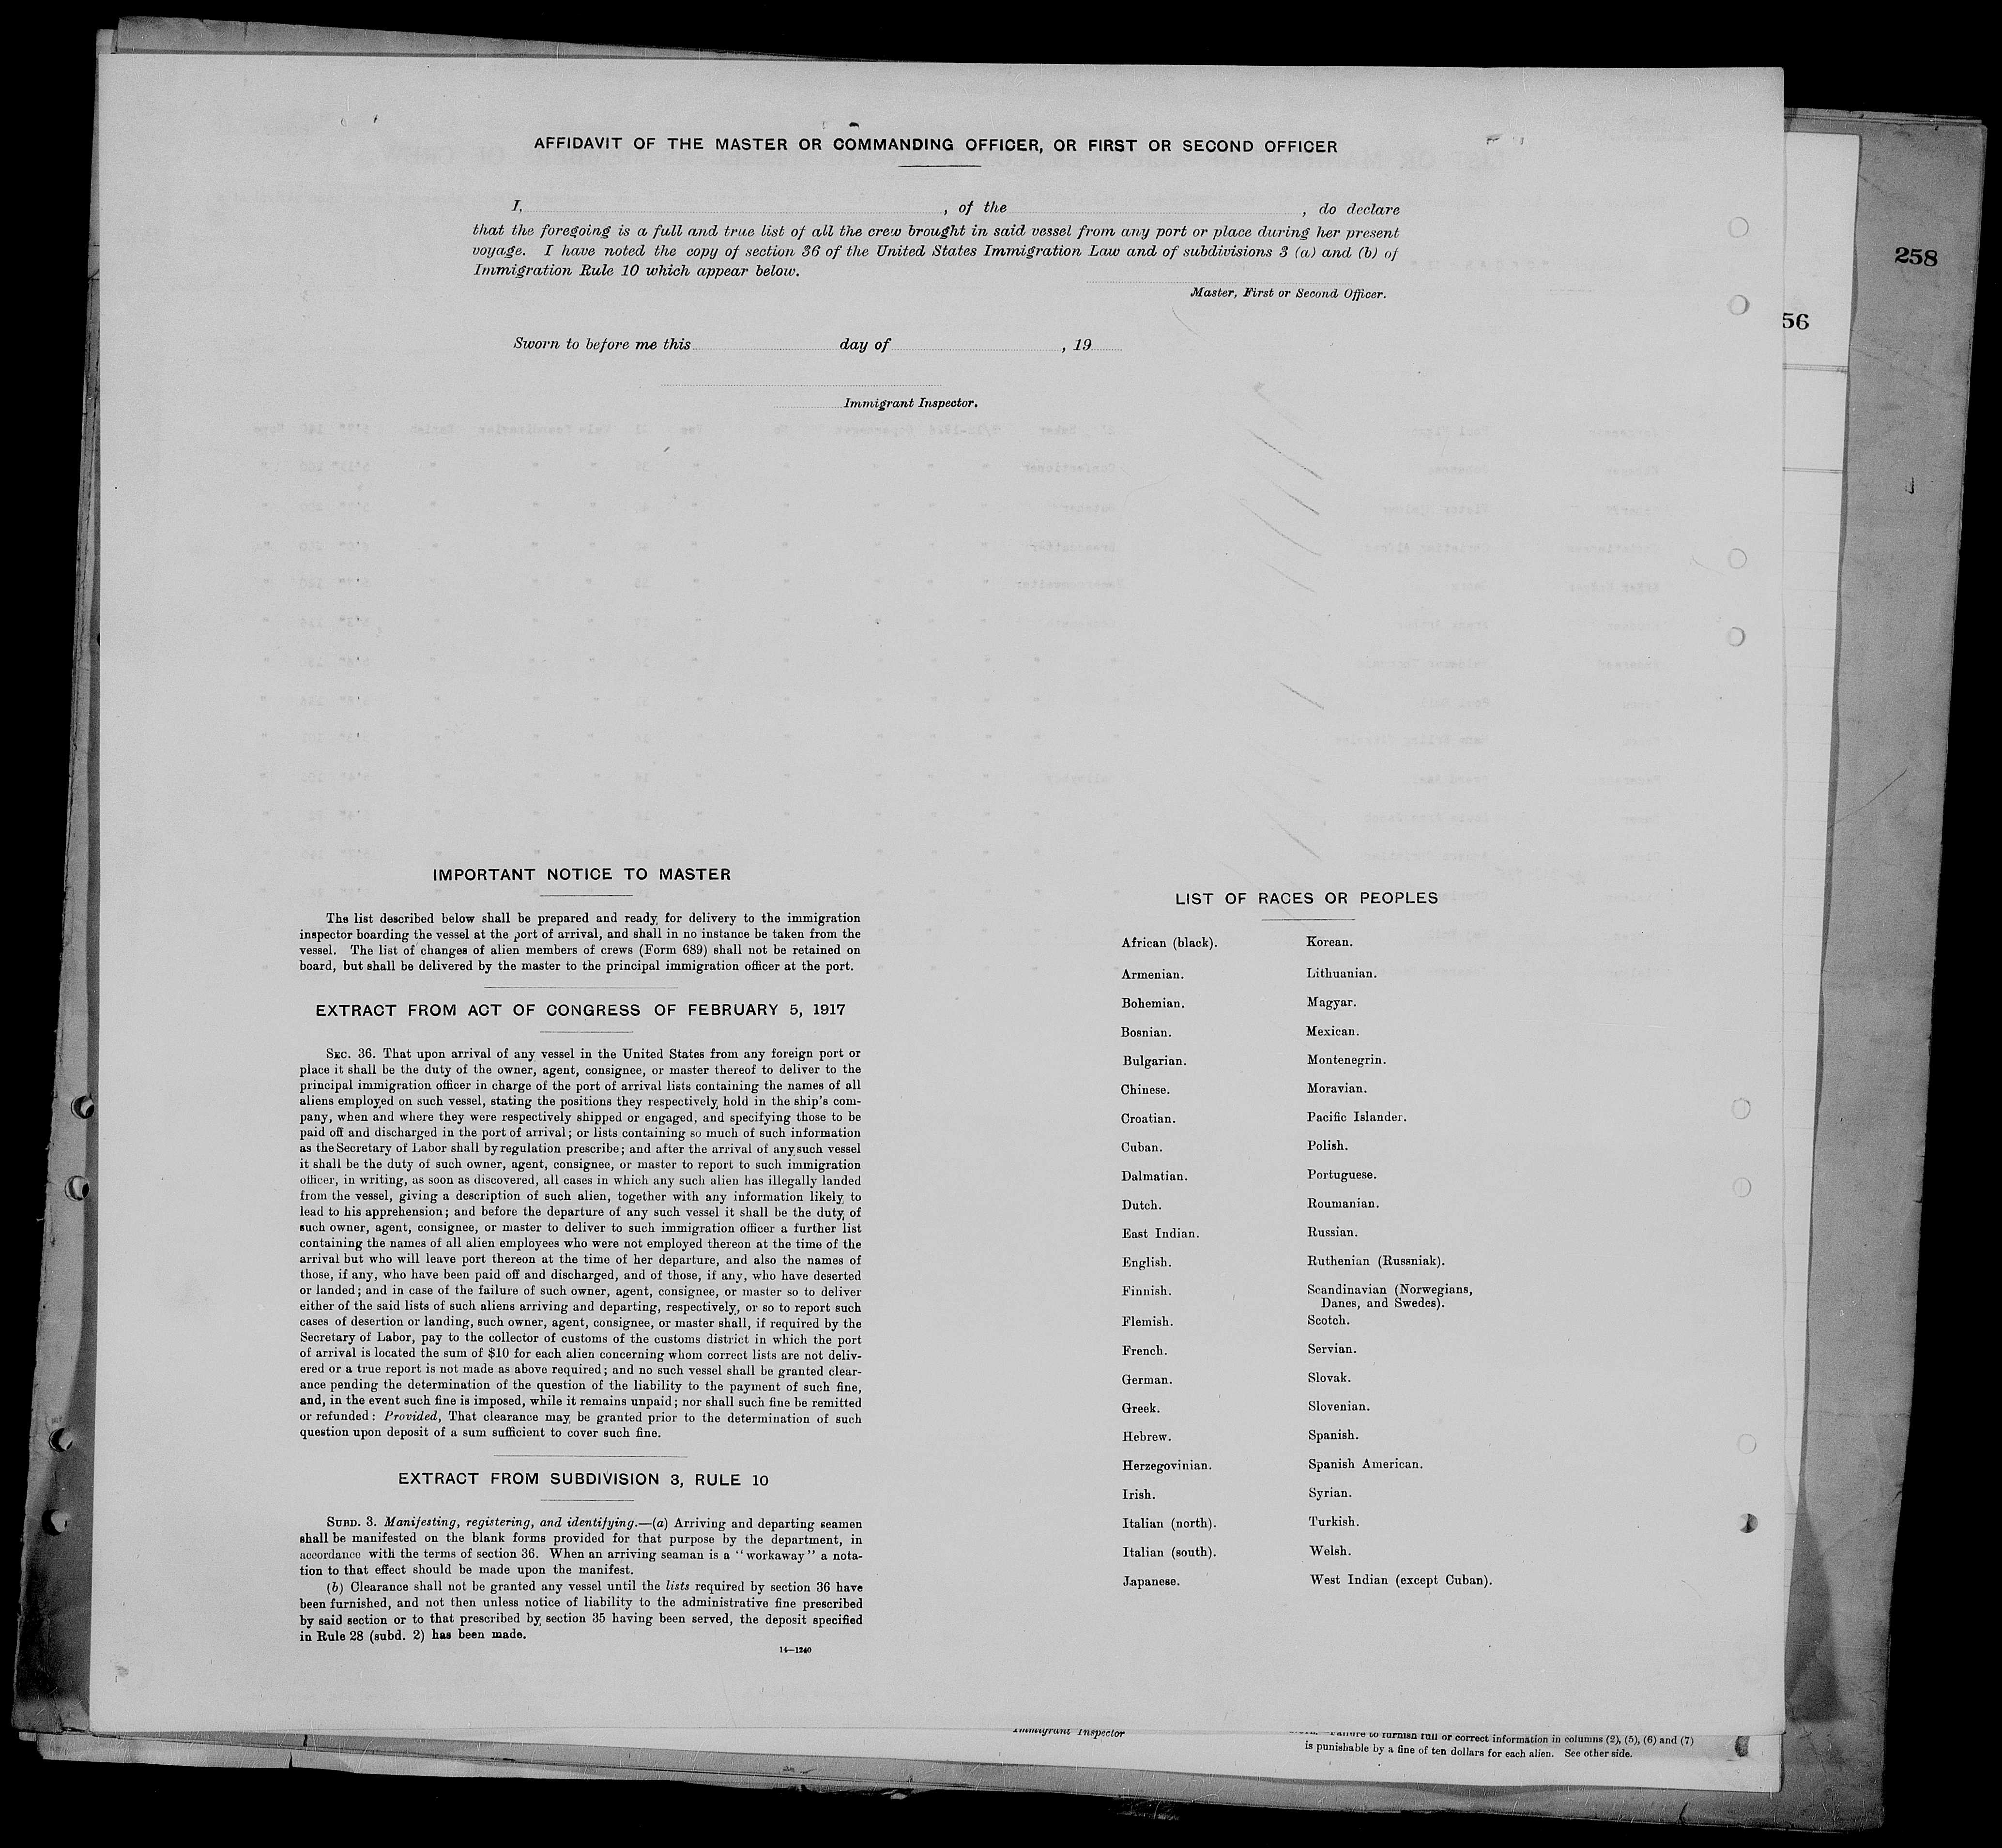 AFFIDAVIT OF THE MASTER OR COMMANDING OFFICER, OR FIRST OR SECOND OFFICER
I, , of the , do declare
that the foregoing is a full and true list of all the crew brought in said vessel from any port or place during her present
voyage. I have noted the copy of section 36 of the United States Immigration Law and of subdivisions 3 (a) and (b) of
Immigration Rule 10 which appear below.
Master, First or Second Officer.
Sworn to before me this day of , 19
Immigrant Inspector.
258
56
IMPORTANT NOTICE TO MASTER
The list described below shall be prepared and ready for delivery to the immigration
inspector boarding the vessel at the port of arrival, and shall in no instance be taken from the
vessel. The list of changes of alien members of crews (Form 689) shall not be retained on
board, but shall be delivered by the master to the principal immigration officer at the port.
EXTRACT FROM ACT OF CONGRESS OF FEBRUARY 5, 1917
SEC. 36. That upon arrival of any vessel in the United States from any foreign port or
place it shall be the duty of the owner, agent, consignee, or master thereof to deliver to the
principal immigration officer in charge of the port of arrival lists containing the names of all
aliens employed on such vessel, stating the positions they respectively hold in the ship's com-
pany, when and where they were respectively shipped or engaged, and specifying those to be
paid off and discharged in the port of arrival; or lists containing so much of such information
as the Secretary of Labor shall by regulation prescribe; and after the arrival of any such vessel
it shall be the duty of such owner, agent, consignee, or master to report to such immigration
officer, in writing, as soon as discovered, all cases in which any such alien has illegally landed
from the vessel, giving a description of such alien, together with any information likely to
lead to his apprehension; and before the departure of any such vessel it shall be the duty of
such owner, agent, consignee, or master to deliver to such immigration officer a further list
containing the names of all alien employees who were not employed thereon at the time of the
arrival but who will leave port thereon at the time of her departure, and also the names of
those, if any, who have been paid off and discharged, and of those, if any, who have deserted
or landed; and in case of the failure of such owner, agent, consignee, or master so to deliver
either of the said lists of such aliens arriving and departing, respectively, or so to report such
cases of desertion or landing, such owner, agent, consignee, or master shall, if required by the
Secretary of Labor, pay to the collector of customs of the customs district in which the port
of arrival is located the sum of $10 for each alien concerning whom correct lists are not deliv-
ered or a true report is not made as above required; and no such vessel shall be granted clear-
ance pending the determination of the question of the liability to the payment of such fine,
and, in the event such fine is imposed, while it remains unpaid; nor shall such fine be remitted
or refunded: Provided, That clearance may be granted prior to the determination of such
question upon deposit of a sum sufficient to cover such fine.
EXTRACT FROM SUBDIVISION 3, RULE 10
SUBD. 3. Manifesting, registering, and identifying.—(a) Arriving and departing seamen
shall be manifested on the blank forms provided for that purpose by the department, in
accordance with the terms of section 36. When an arriving seaman is a "workaway" a nota-
tion to that effect should be made upon the manifest.
(b) Clearance shall not be granted any vessel until the lists required by section 36 have
been furnished, and not then unless notice of liability to the administrative fine prescribed
by said section or to that prescribed by section 35 having been served, the deposit specified
in Rule 28 (subd. 2) has been made.
14—1240
LIST OF RACES OR PEOPLES
African (black).
Armenian.
Bohemian.
Bosnian.
Bulgarian.
Chinese.
Croatian.
Cuban.
Dalmatian.
Dutch.
East Indian.
English.
Finnish.
Flemish.
French.
German.
Greek.
Hebrew.
Herzegovinian.
Irish.
Italian (north).
Italian (south).
Japanese.
Korean.
Lithuanian.
Magyar.
Mexican.
Montenegrin.
Moravian.
Pacific Islander.
Polish.
Portuguese.
Roumanian.
Russian.
Ruthenian (Russniak).
Scandinavian (Norwegians,
Danes, and Swedes).
Scotch.
Servian.
Slovak.
Slovenian.
Spanish.
Spanish American.
Syrian.
Turkish.
Welsh.
West Indian (except Cuban).
Immigrant Inspector
Failure to furnish full or correct information in columns (2), (5), (6) and (7)
is punishable by a fine of ten dollars for each alien. See other side.